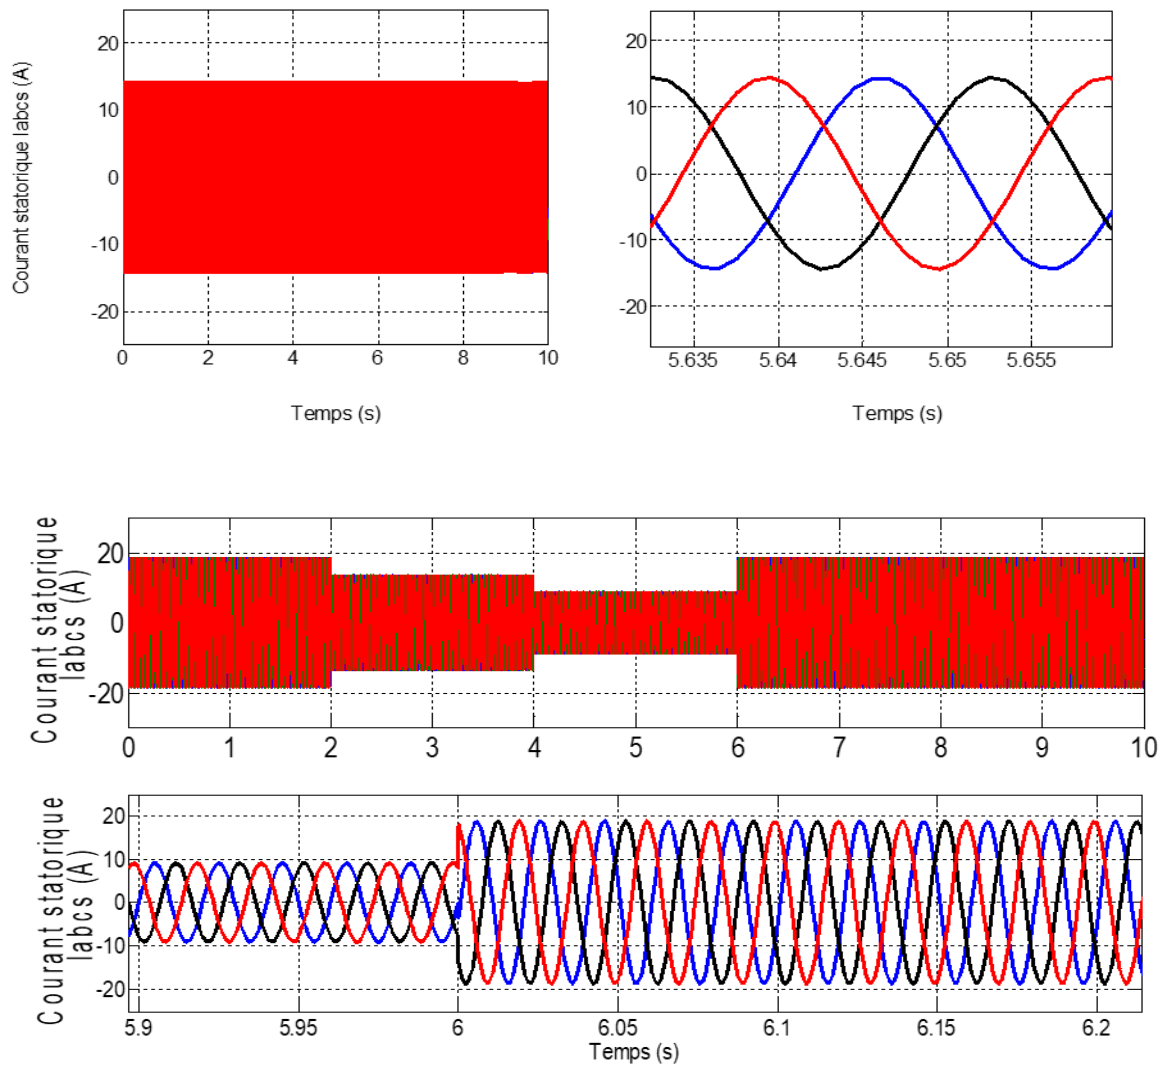 Courant statorique Iabcs (A)
20
10
0
-10
-20
0 2 4 6 8 10
Temps (s)
20
10
0
-10
-20
5.635 5.64 5.645 5.65 5.655
Temps (s)
Courant statorique
Iabcs (A)
20
0
-20
0 1 2 3 4 5 6 7 8 9 10
Courant statorique
Iabcs (A)
20
10
0
-10
-20
5.9 5.95 6 6.05 6.1 6.15 6.2
Temps (s)